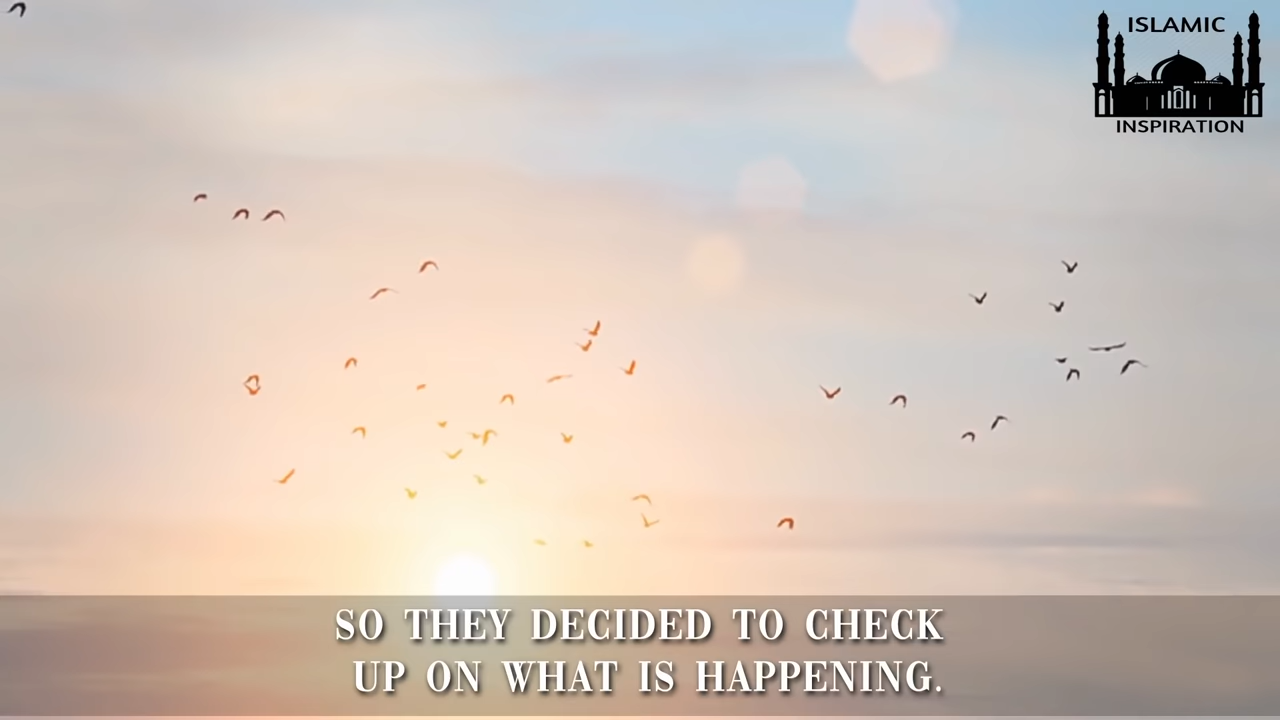 ISLAMIC
INSPIRATION
SO THEY DECIDED TO CHECK
UP ON WHAT IS HAPPENING.